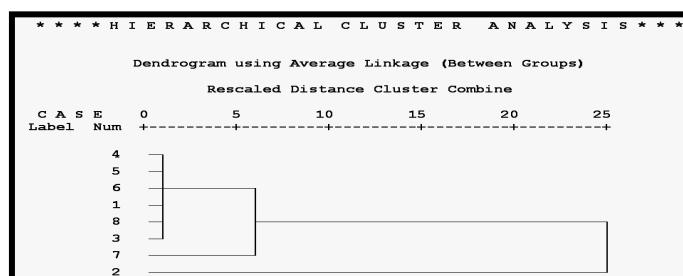 * * * * H I E R A R C H I C A L  C L U S T E R  A N A L Y S I S * * *
Dendrogram using Average Linkage (Between Groups)
Rescaled Distance Cluster Combine
C A S E 0 5 10 15 20 25
Label Num +---------+---------+---------+---------+---------+
4
5
6
1
8
3
7
2